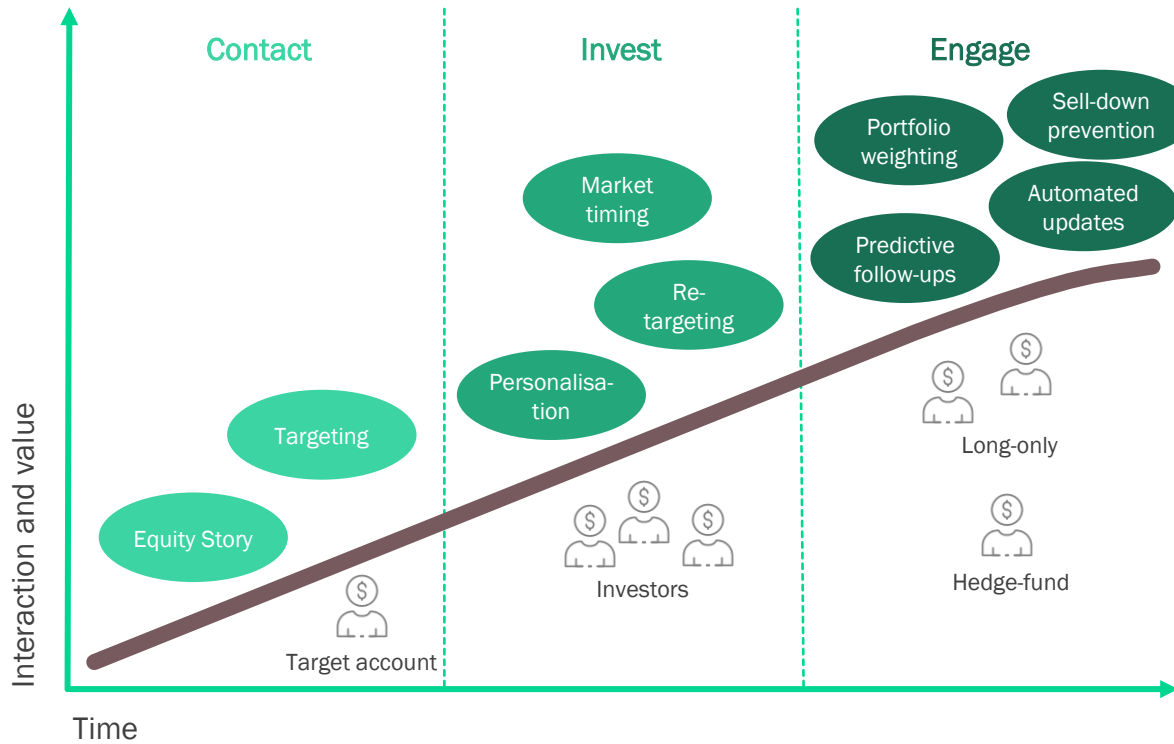 Contact
Invest
Engage
Equity Story
Targeting
Target account
Personalisa-
tion
Market
timing
Re-
targeting
Investors
Portfolio
weighting
Sell-down
prevention
Automated
updates
Predictive
follow-ups
Long-only
Hedge-fund
Interaction and value
Time
$
$
$
$
$
$
$